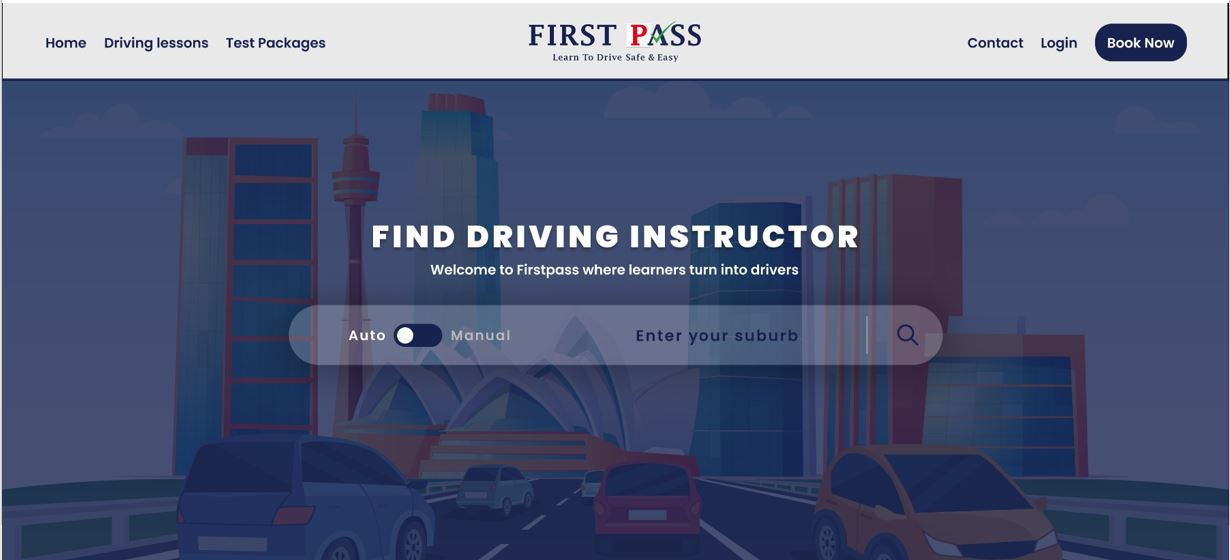 Home Driving lessons Test Packages
FIRST PASS
Learn To Drive Safe & Easy
Contact Login Book Now
FIND DRIVING INSTRUCTOR
Welcome to Firstpass where learners turn into drivers
Auto Manual Enter your suburb